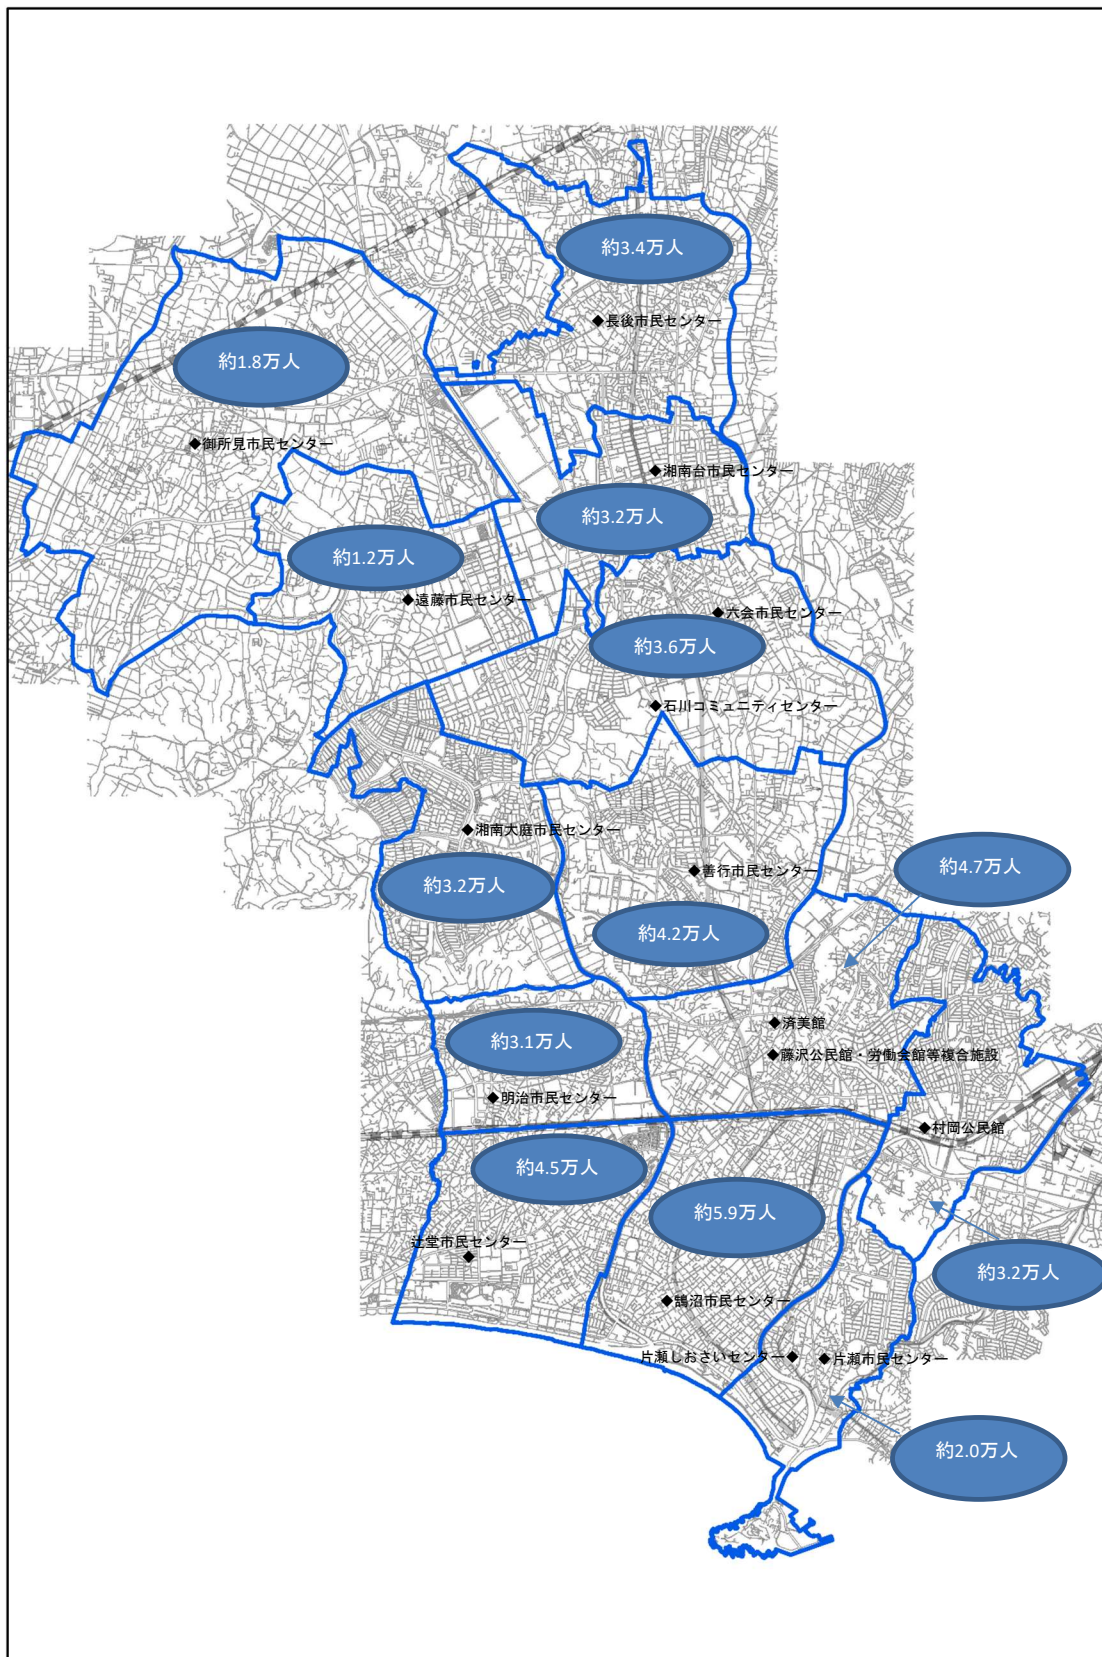 約3.4万人
◆長後市民センター
約1.8万人
◆御所見市民センター
◆湘南台市民センター
約3.2万人
約1.2万人
◆遠藤市民センター
◆六会市民センター
約3.6万人
◆石川コミュニティセンター
◆湘南大庭市民センター
約4.7万人
◆善行市民センター
約3.2万人
約4.2万人
◆済美館
約3.1万人
◆藤沢公民館・労働会館等複合施設
◆明治市民センター
◆村岡公民館
約4.5万人
約5.9万人
辻堂市民センター
◆
約3.2万人
◆鵠沼市民センター
片瀬しおさいセンター◆
◆片瀬市民センター
約2.0万人